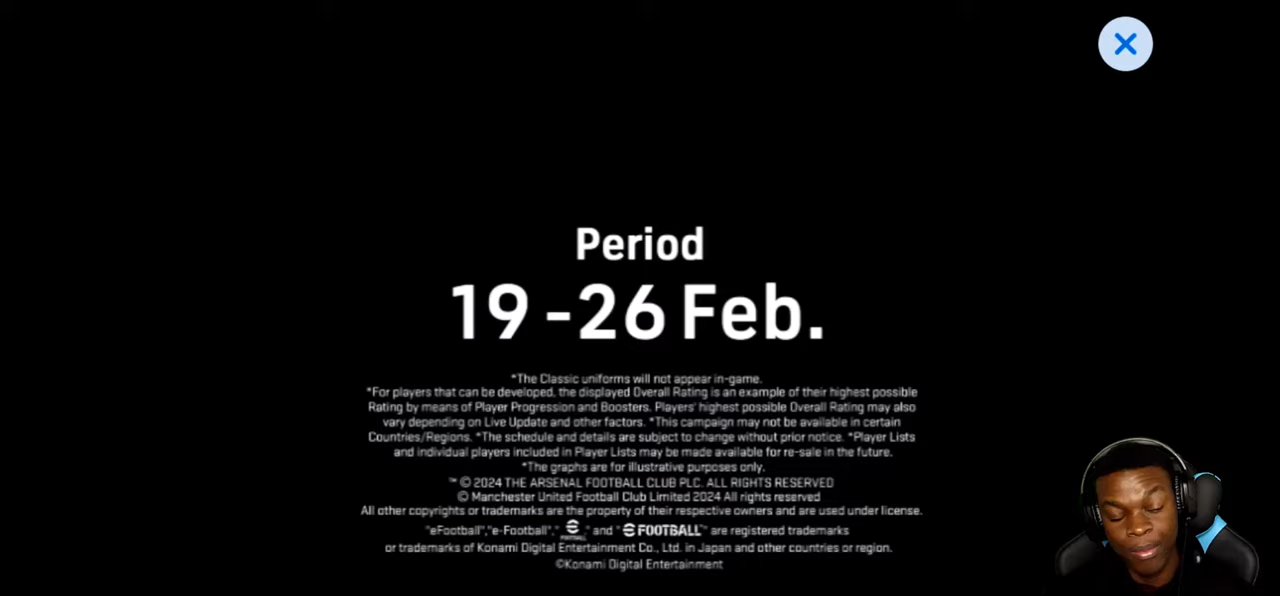 Period
19 - 26 Feb.
*The Classic uniforms will not appear in-game.
*For players that can be developed, the displayed Overall Rating is an example of their highest possible
Rating by means of Player Progression and Boosters. Players' highest possible Overall Rating may also
vary depending on Live Update and other factors. *This campaign may not be available in certain
Countries/Regions. *The schedule and details are subject to change without prior notice. *Player Lists
and individual players included in Player Lists may be made available for re-sale in the future.
*The graphs are for illustrative purposes only.
™ © 2024 THE ARSENAL FOOTBALL CLUB PLC. ALL RIGHTS RESERVED
© Manchester United Football Club Limited 2024 All rights reserved
All other copyrights or trademarks are the property of their respective owners and are used under license.
"eFootball", "e-Football", " " and "eFOOTBALL™" are registered trademarks
or trademarks of Konami Digital Entertainment Co., Ltd. in Japan and other countries or region.
©Konami Digital Entertainment